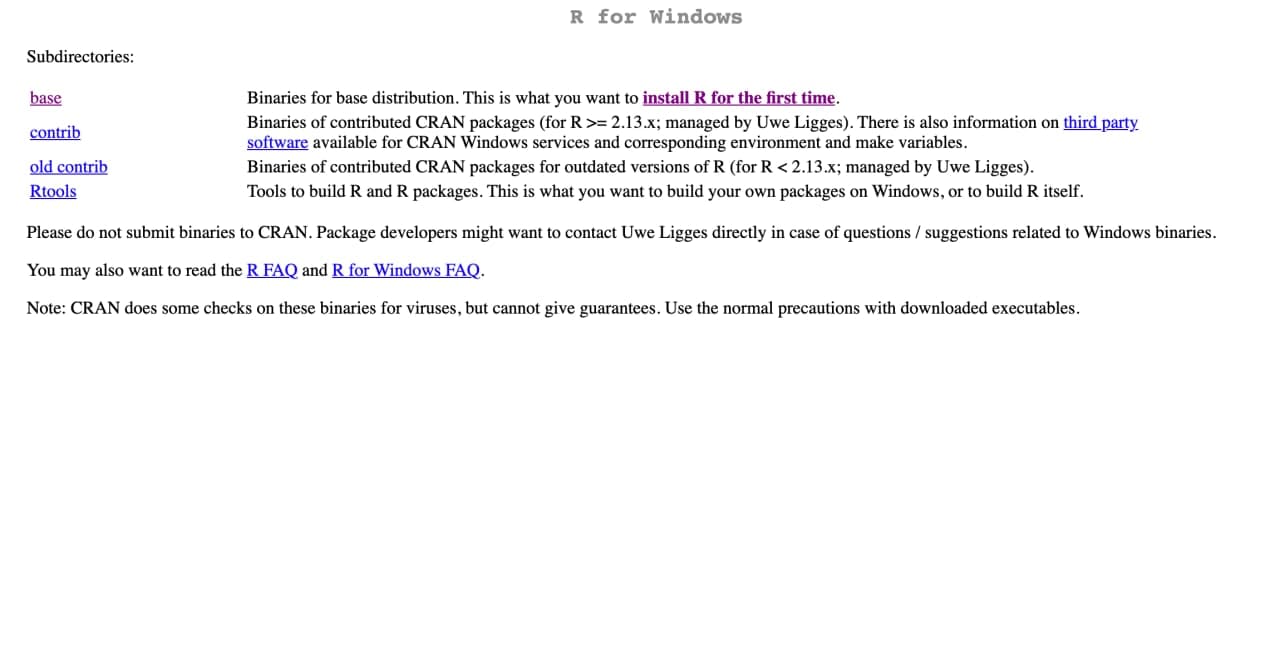 R for Windows
Subdirectories:
base Binaries for base distribution. This is what you want to install R for the first time.
contrib Binaries of contributed CRAN packages (for R >= 2.13.x; managed by Uwe Ligges). There is also information on third party
software available for CRAN Windows services and corresponding environment and make variables.
old contrib Binaries of contributed CRAN packages for outdated versions of R (for R < 2.13.x; managed by Uwe Ligges).
Rtools Tools to build R and R packages. This is what you want to build your own packages on Windows, or to build R itself.
Please do not submit binaries to CRAN. Package developers might want to contact Uwe Ligges directly in case of questions / suggestions related to Windows binaries.
You may also want to read the R FAQ and R for Windows FAQ.
Note: CRAN does some checks on these binaries for viruses, but cannot give guarantees. Use the normal precautions with downloaded executables.